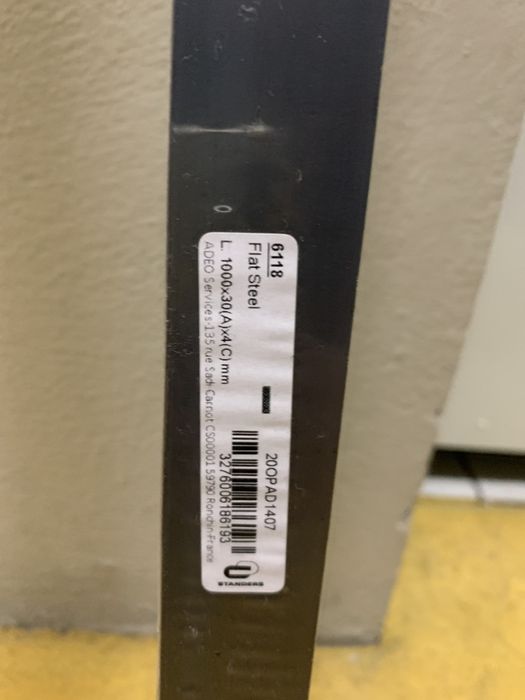 6118
Flat Steel
L. 1000x30(A)x4(C)mm
ADEO Services-135 rue Sadi Carnot CS00001 59790 Ronchin-France
20OPAD1407
3276006186193
STANDERS